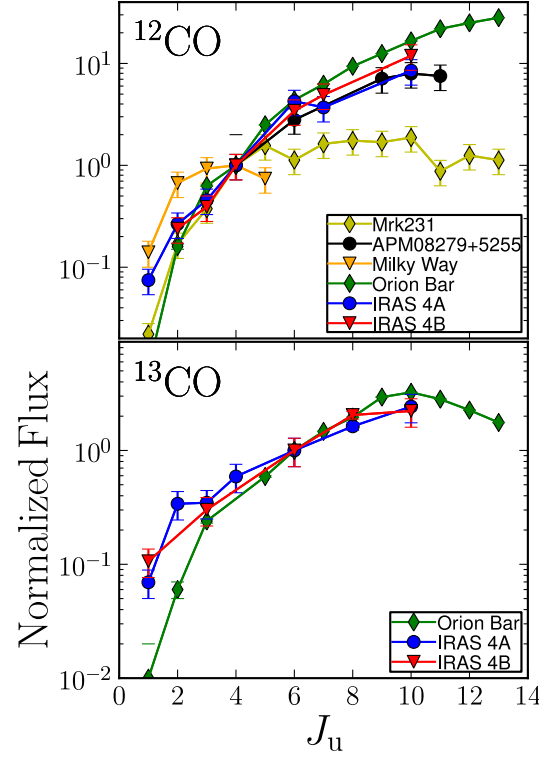 ¹²CO
10¹
10⁰
10⁻¹
Mrk231
APM08279+5255
Milky Way
Orion Bar
IRAS 4A
IRAS 4B
¹³CO
10⁰
10⁻¹
10⁻²
Orion Bar
IRAS 4A
IRAS 4B
Normalized Flux
0 2 4 6 8 10 12 14
Jᵤ